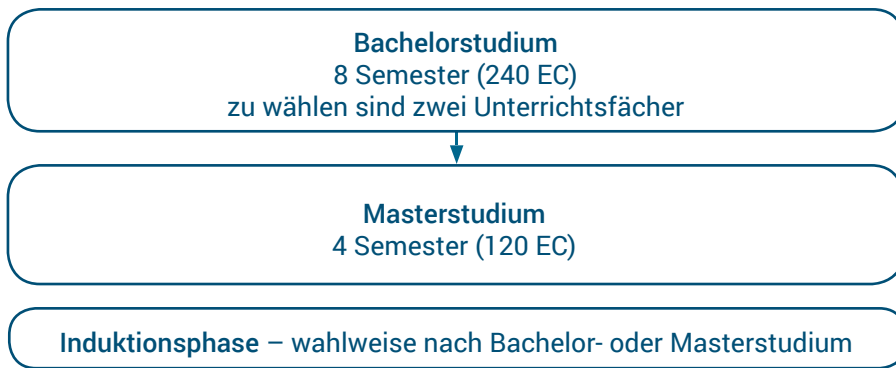 Bachelorstudium
8 Semester (240 EC)
zu wählen sind zwei Unterrichtsfächer
Masterstudium
4 Semester (120 EC)
Induktionsphase – wahlweise nach Bachelor- oder Masterstudium